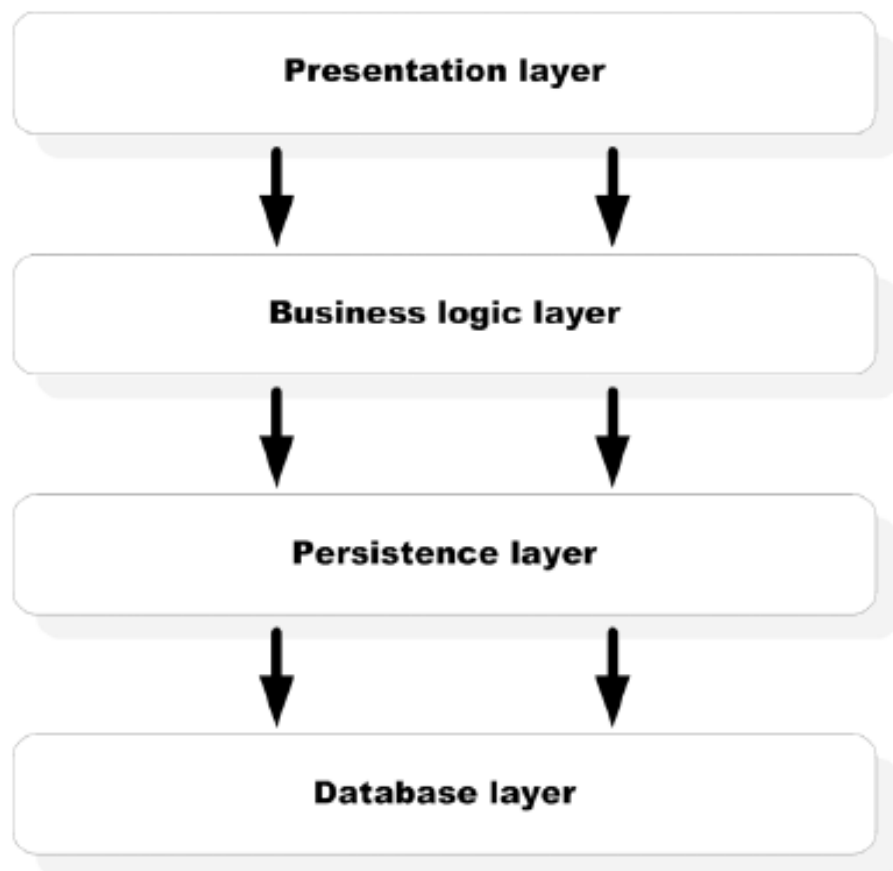 Presentation layer
Business logic layer
Persistence layer
Database layer